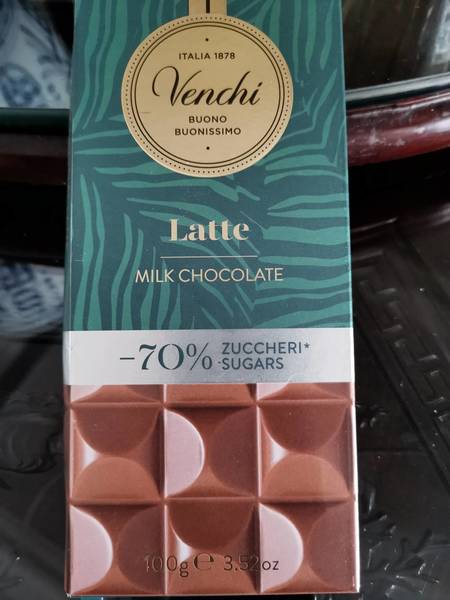 ITALIA 1878
Venchi
BUONO
BUONISSIMO
Latte
MILK CHOCOLATE
-70% ZUCCHERI*
SUGARS
100g ℮ 3.52oz